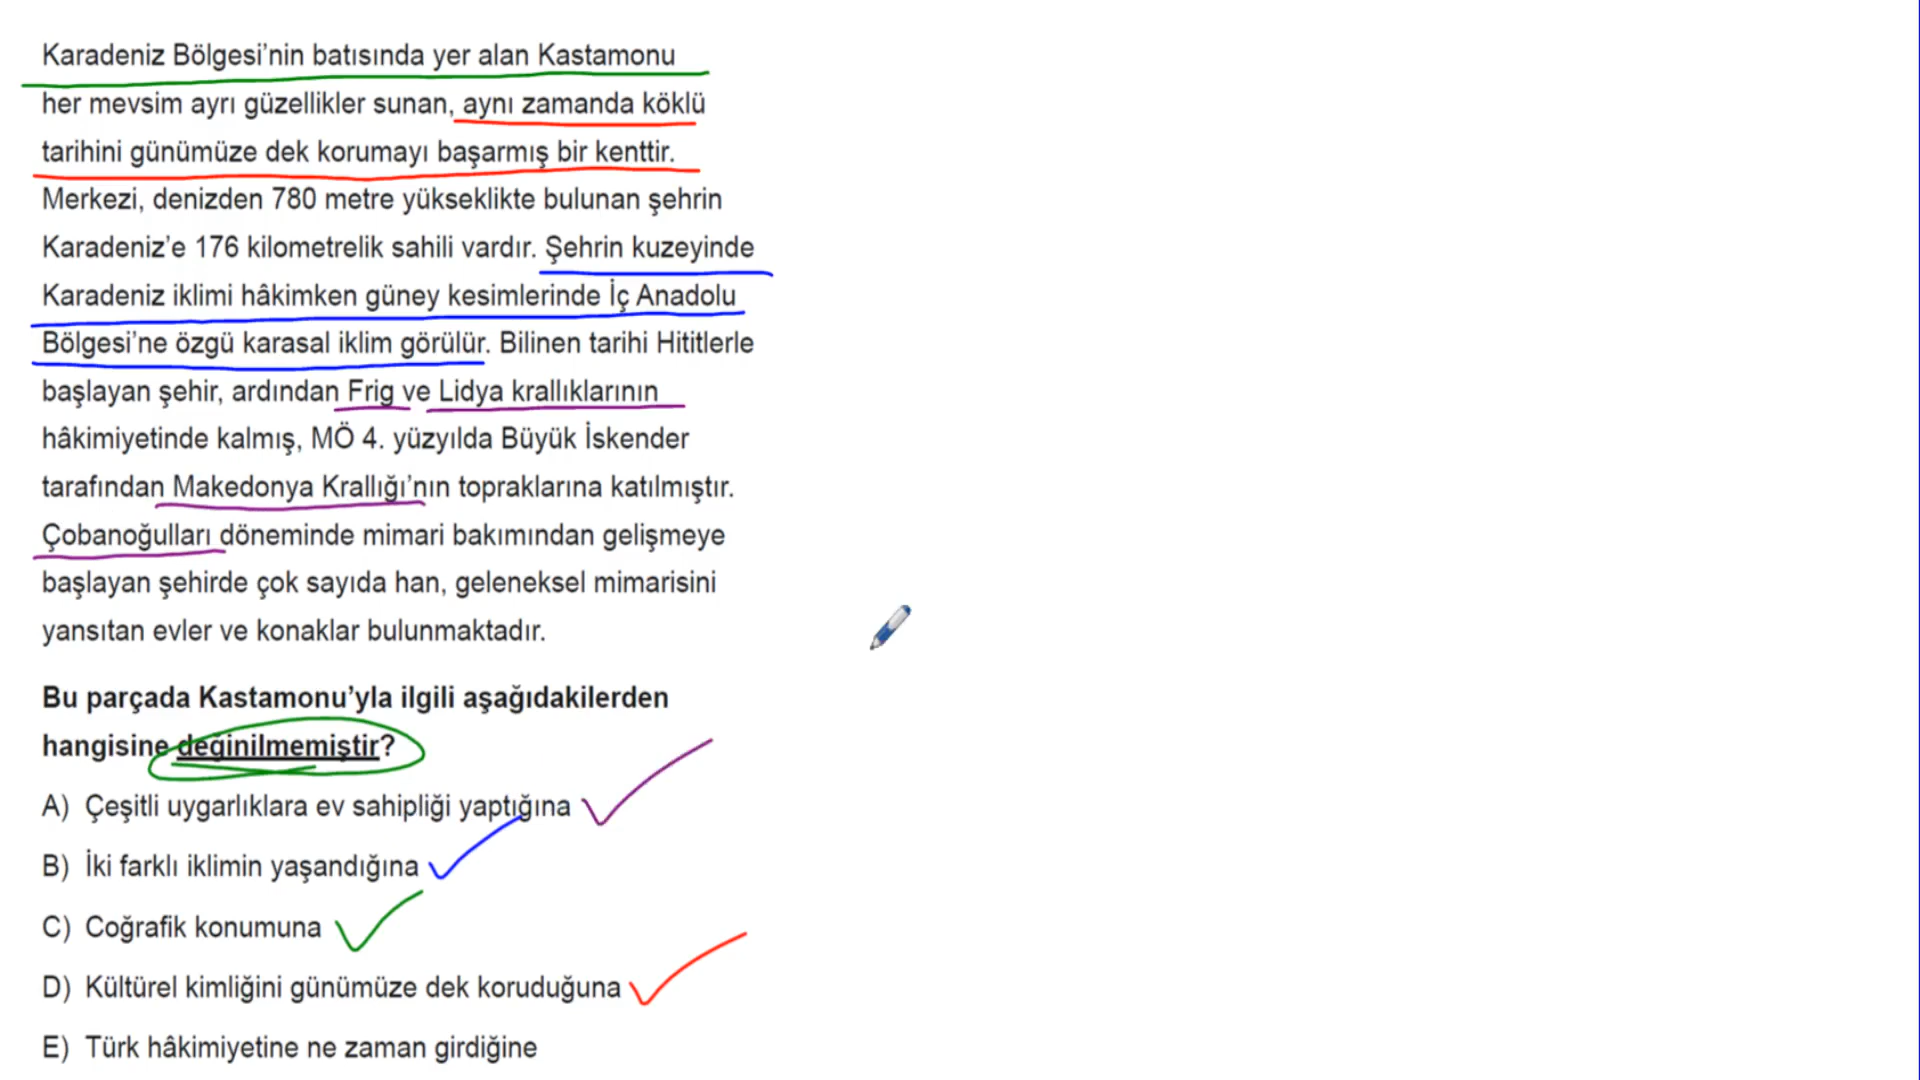 Karadeniz Bölgesi’nin batısında yer alan Kastamonu
her mevsim ayrı güzellikler sunan, aynı zamanda köklü
tarihini günümüze dek korumayı başarmış bir kenttir.
Merkezi, denizden 780 metre yükseklikte bulunan şehrin
Karadeniz’e 176 kilometrelik sahili vardır. Şehrin kuzeyinde
Karadeniz iklimi hâkimken güney kesimlerinde İç Anadolu
Bölgesi’ne özgü karasal iklim görülür. Bilinen tarihi Hititlerle
başlayan şehir, ardından Frig ve Lidya krallıklarının
hâkimiyetinde kalmış, MÖ 4. yüzyılda Büyük İskender
tarafından Makedonya Krallığı’nın topraklarına katılmıştır.
Çobanoğulları döneminde mimari bakımından gelişmeye
başlayan şehirde çok sayıda han, geleneksel mimarisini
yansıtan evler ve konaklar bulunmaktadır.
Bu parçada Kastamonu’yla ilgili aşağıdakilerden
hangisine değinilmemiştir?
A) Çeşitli uygarlıklara ev sahipliği yaptığına
B) İki farklı iklimin yaşandığına
C) Coğrafik konumuna
D) Kültürel kimliğini günümüze dek koruduğuna
E) Türk hâkimiyetine ne zaman girdiğine